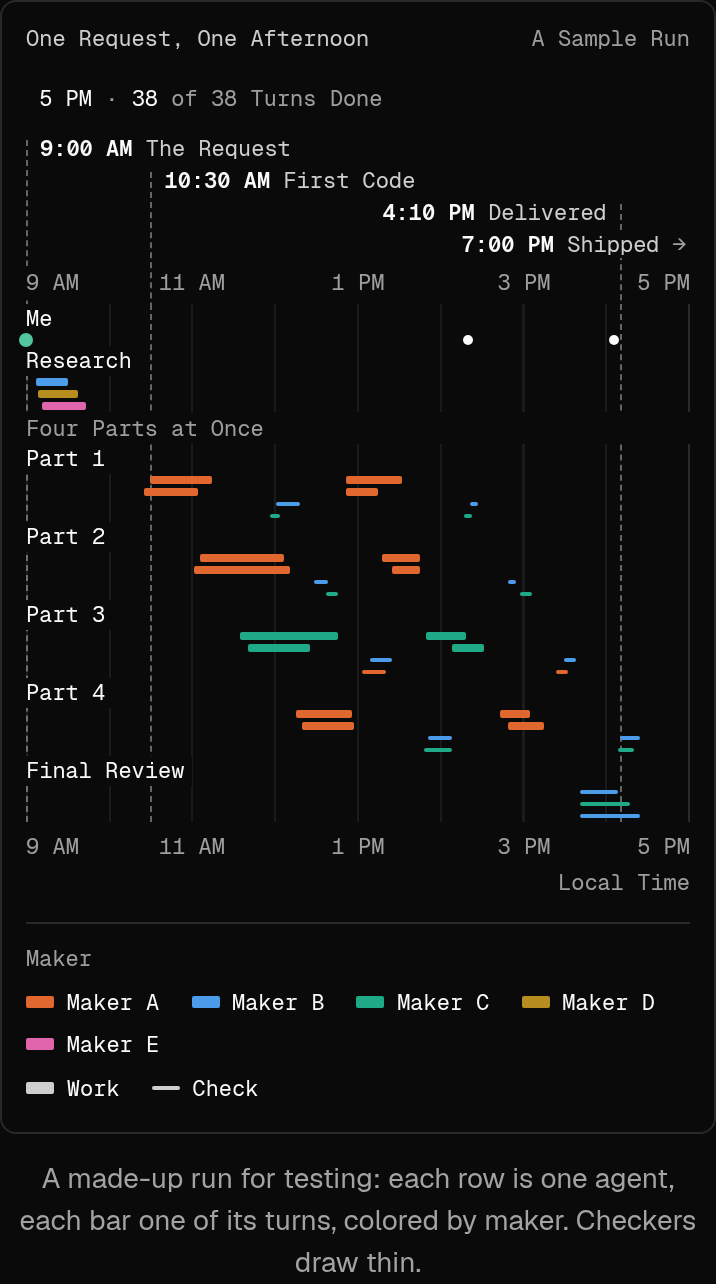 One Request, One Afternoon A Sample Run
5 PM · 38 of 38 Turns Done
9:00 AM The Request
10:30 AM First Code
4:10 PM Delivered
7:00 PM Shipped →
9 AM 11 AM 1 PM 3 PM 5 PM
Me
Research
Four Parts at Once
Part 1
Part 2
Part 3
Part 4
Final Review
9 AM 11 AM 1 PM 3 PM 5 PM
Local Time
Maker
Maker A Maker B Maker C Maker D
Maker E
Work Check
A made-up run for testing: each row is one agent,
each bar one of its turns, colored by maker. Checkers
draw thin.